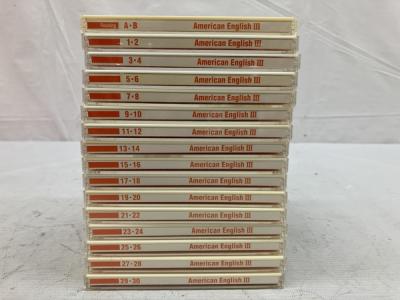 Reading A·B American English III
1·2 American English III
3·4 American English III
5·6 American English III
7·8 American English III
9·10 American English III
11·12 American English III
13·14 American English III
15·16 American English III
17·18 American English III
19·20 American English III
21·22 American English III
23·24 American English III
25·26 American English III
27·28 American English III
29·30 American English III